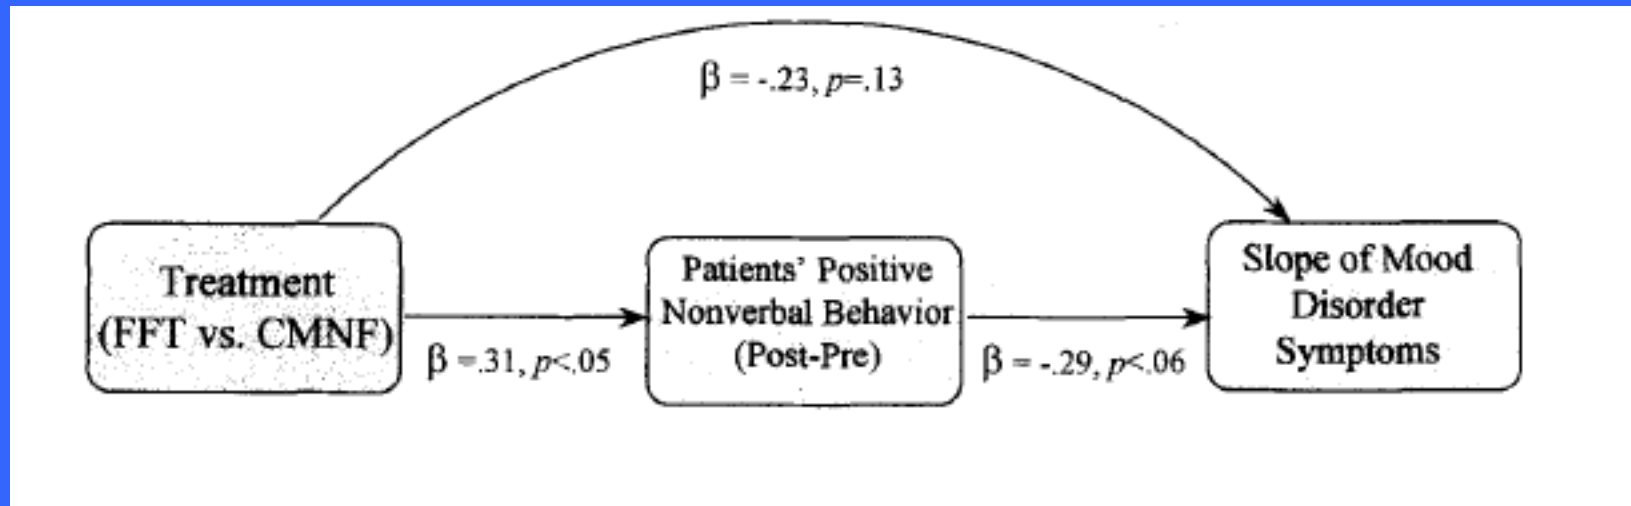 β = -.23, p=.13
Treatment
(FFT vs. CMNF)
β =.31, p<.05
Patients’ Positive
Nonverbal Behavior
(Post-Pre)
β = -.29, p<.06
Slope of Mood
Disorder
Symptoms